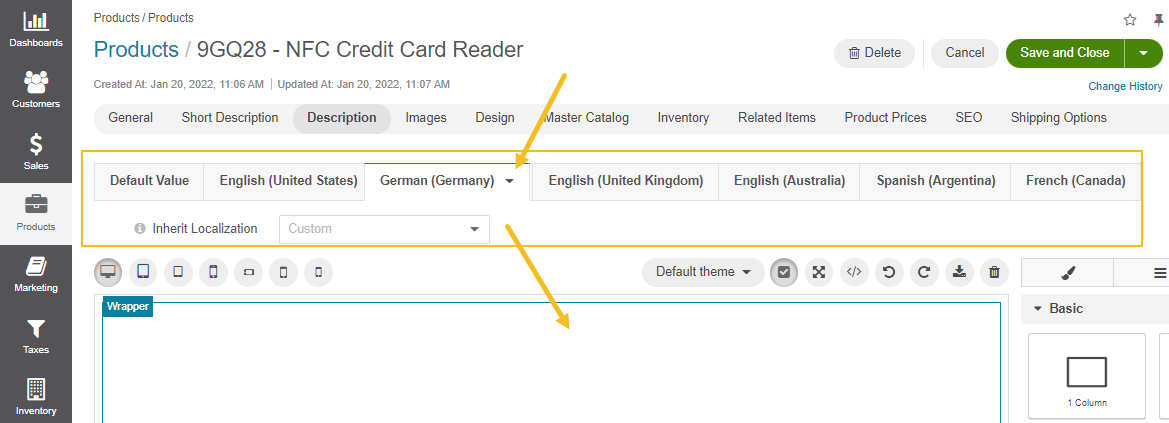 Dashboards
Customers
Sales
Products
Marketing
Taxes
Inventory
Products / Products
Products / 9GQ28 - NFC Credit Card Reader
Delete
Cancel
Save and Close
Created At: Jan 20, 2022, 11:06 AM | Updated At: Jan 20, 2022, 11:07 AM
Change History
General Short Description Description Images Design Master Catalog Inventory Related Items Product Prices SEO Shipping Options
Default Value English (United States) German (Germany) English (United Kingdom) English (Australia) Spanish (Argentina) French (Canada)
Inherit Localization Custom
Default theme </>
Wrapper
Basic
1 Column